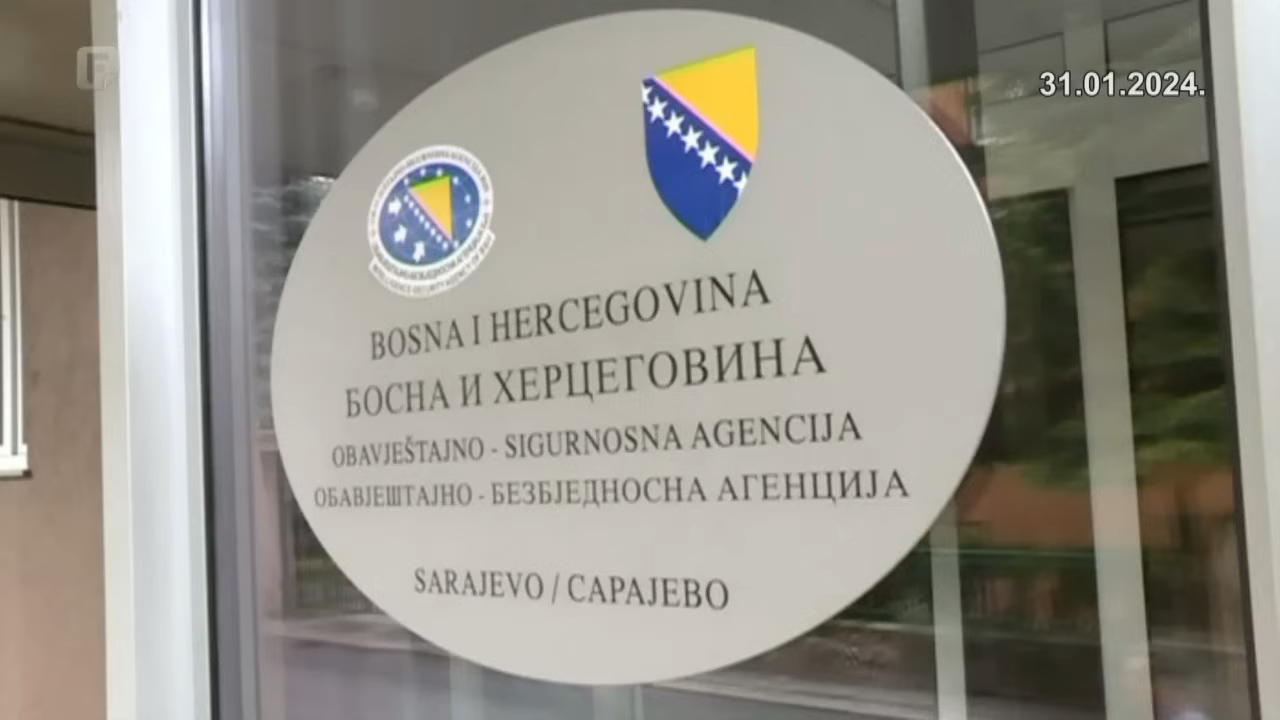 31.01.2024.
BOSNA I HERCEGOVINA
БОСНА И ХЕРЦЕГОВИНА
OBAVJEŠTAJNO - SIGURNOSNA AGENCIJA
ОБАВЈЕШТАЈНО - БЕЗБЈЕДНОСНА АГЕНЦИЈА
SARAJEVO / САРАЈЕВО